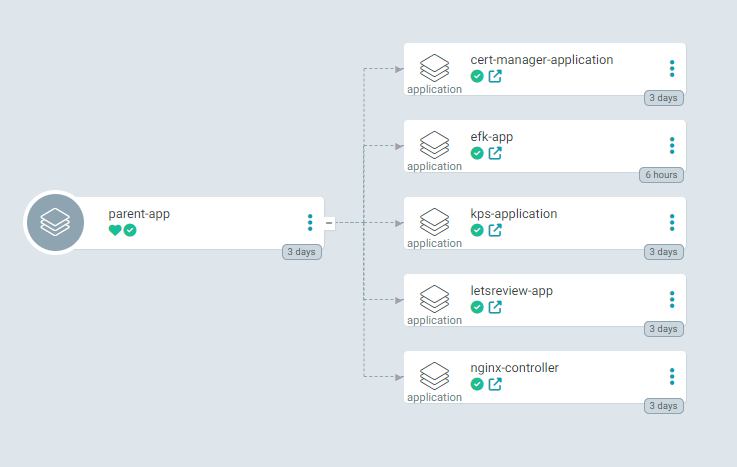 cert-manager-application
application
3 days
efk-app
application
6 hours
parent-app
3 days
kps-application
application
3 days
letsreview-app
application
3 days
nginx-controller
application
3 days